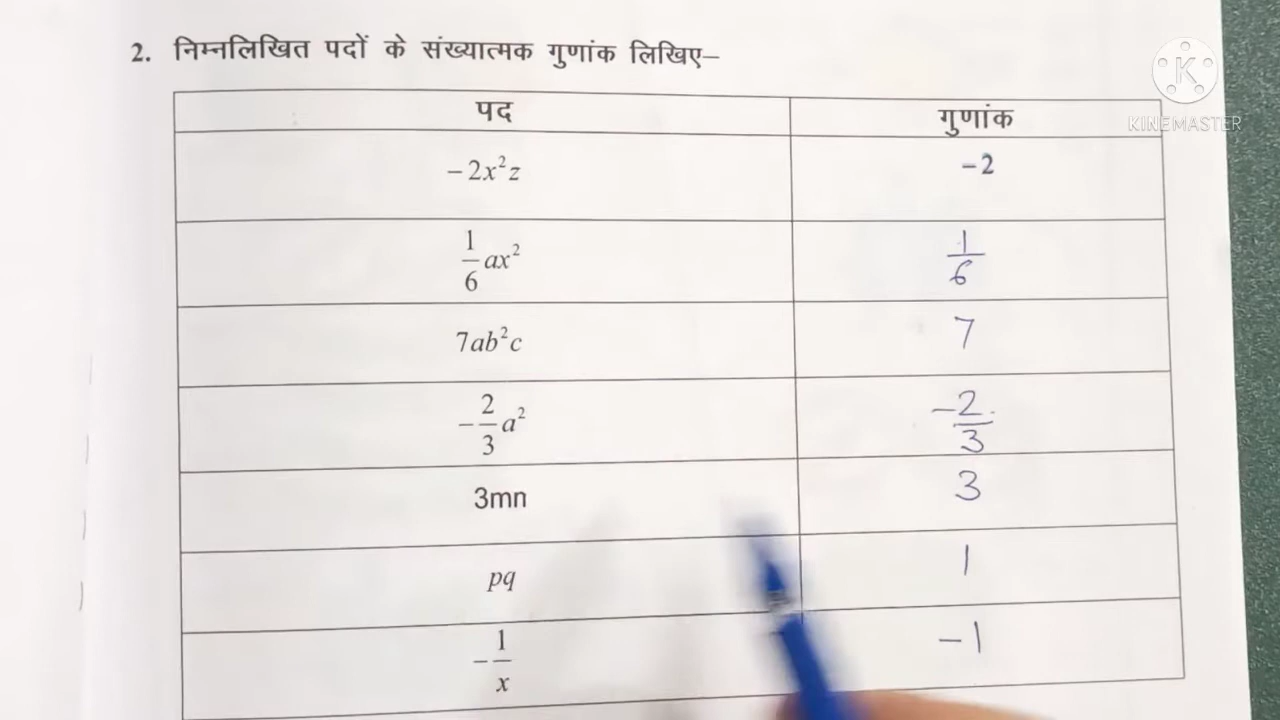 2. निम्नलिखित पदों के संख्यात्मक गुणांक लिखिए–
पद गुणांक
K
KINEMASTER
−2x²z −2
1/6 ax² 1/6
7ab²c 7
−2/3 a² −2/3
3mn 3
pq 1
−1/x −1